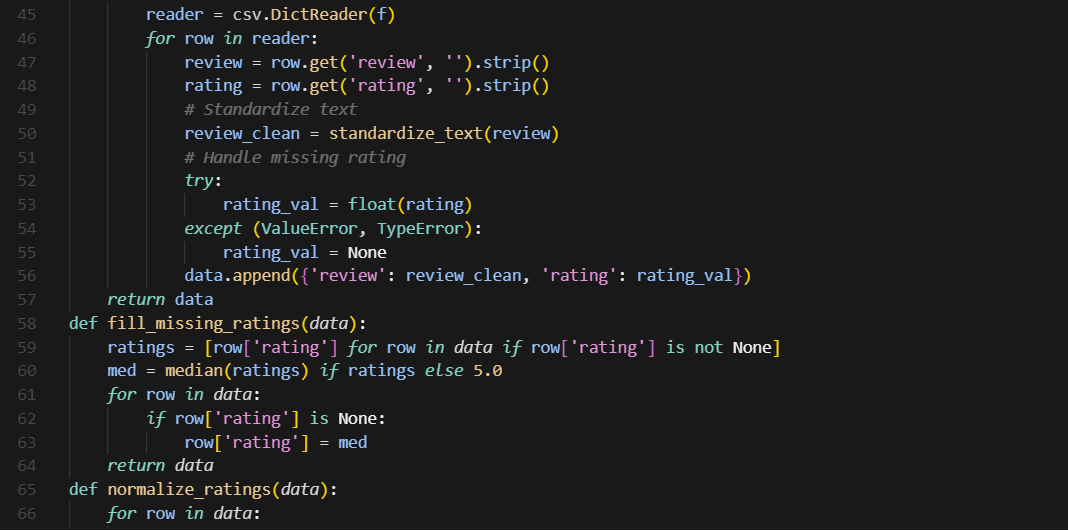 45 reader = csv.DictReader(f)
46 for row in reader:
47 review = row.get('review', '').strip()
48 rating = row.get('rating', '').strip()
49 # Standardize text
50 review_clean = standardize_text(review)
51 # Handle missing rating
52 try:
53 rating_val = float(rating)
54 except (ValueError, TypeError):
55 rating_val = None
56 data.append({'review': review_clean, 'rating': rating_val})
57 return data
58 def fill_missing_ratings(data):
59 ratings = [row['rating'] for row in data if row['rating'] is not None]
60 med = median(ratings) if ratings else 5.0
61 for row in data:
62 if row['rating'] is None:
63 row['rating'] = med
64 return data
65 def normalize_ratings(data):
66 for row in data: